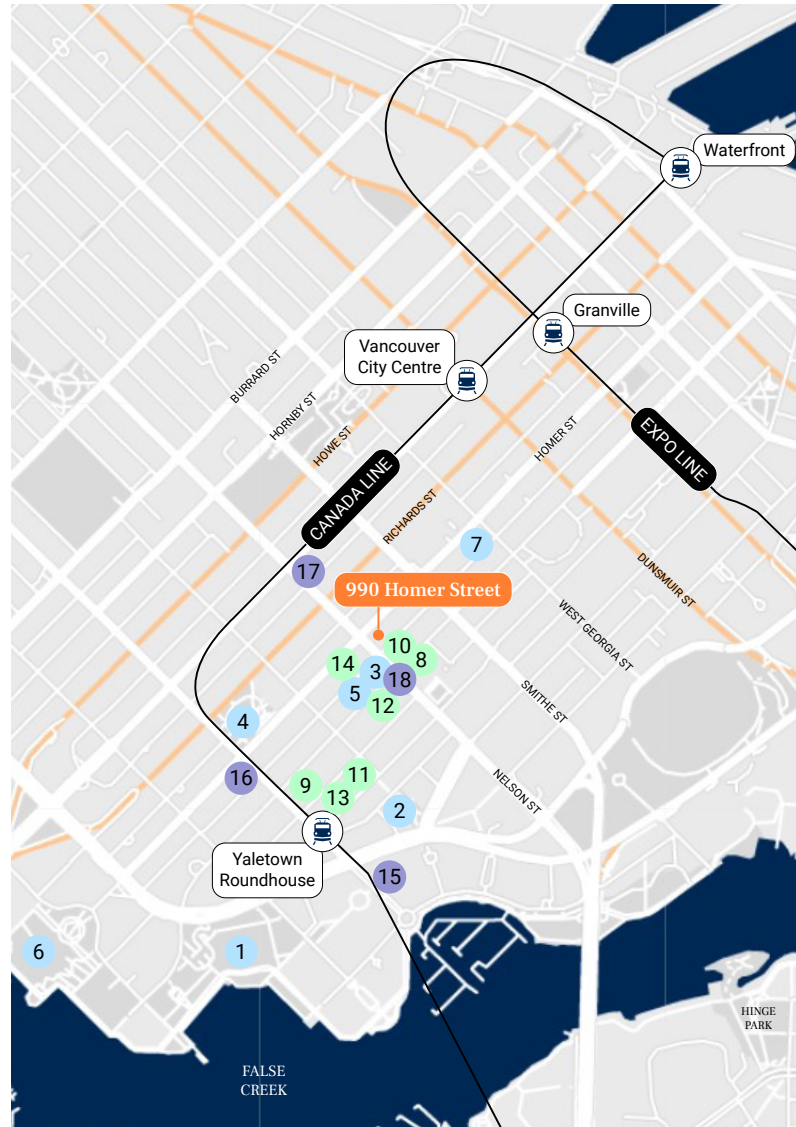 Waterfront
Granville
Vancouver
City Centre
BURRARD ST
HORNBY ST
HOWE ST
HOMER ST
EXPO LINE
CANADA LINE
RICHARDS ST
7
DUNSMUIR ST
17
990 Homer Street
WEST GEORGIA ST
10
14
8
3
18
5
12
SMITHE ST
4
16
11
9
13
NELSON ST
2
Yaletown
Roundhouse
15
6
1
HINGE
PARK
FALSE
CREEK